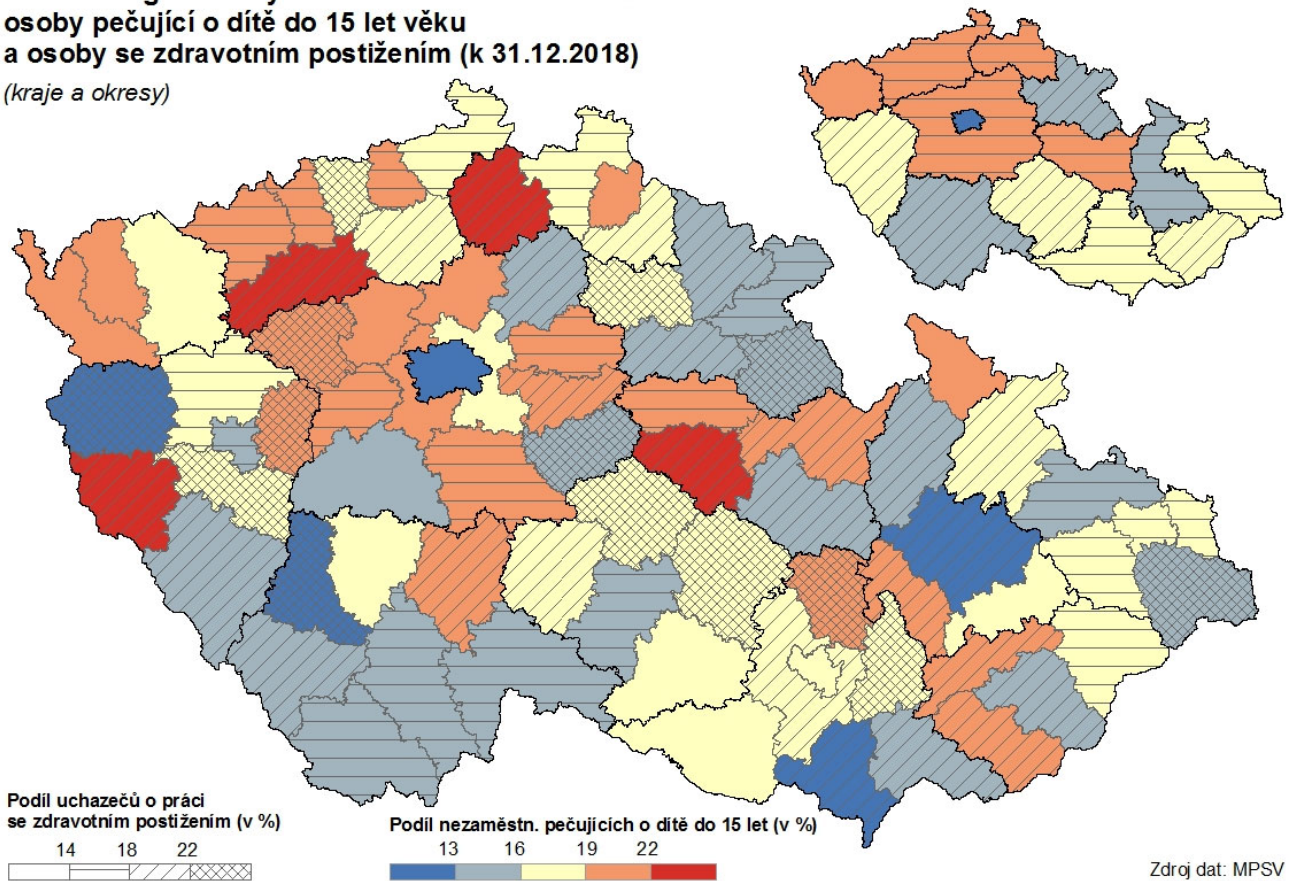 osoby pečující o dítě do 15 let věku
a osoby se zdravotním postižením (k 31.12.2018)
(kraje a okresy)
Podíl uchazečů o práci
se zdravotním postižením (v %)
14 18 22
Podíl nezaměstn. pečujících o dítě do 15 let (v %)
13 16 19 22
Zdroj dat: MPSV